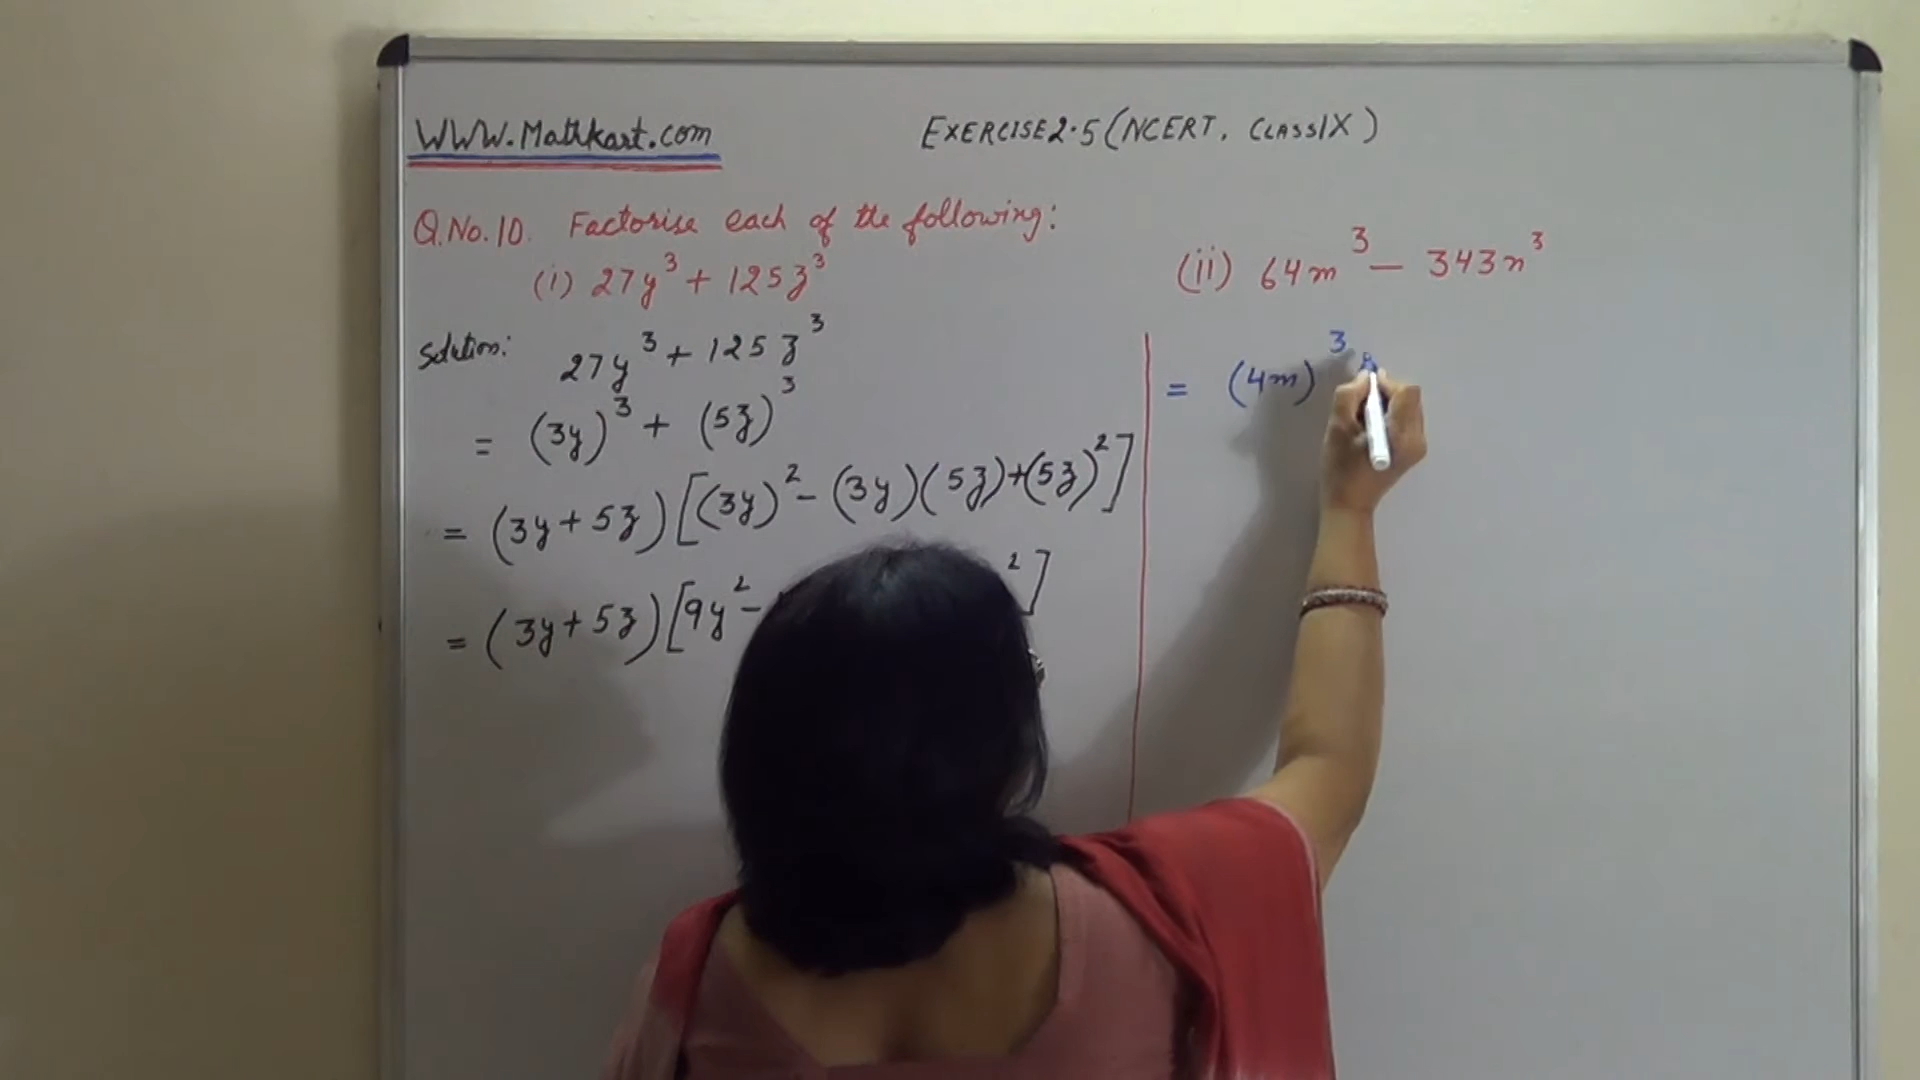 WWW.Mathkart.com
EXERCISE 2.5 (NCERT, CLASS IX)
Q.No.10. Factorise each of the following:
(i) 27y³ + 125z³
Solution: 27y³ + 125z³
= (3y)³ + (5z)³
= (3y + 5z) [(3y)² - (3y)(5z) + (5z)²]
= (3y + 5z) [9y² - ²]
(ii) 64m³ - 343n³
= (4m)³